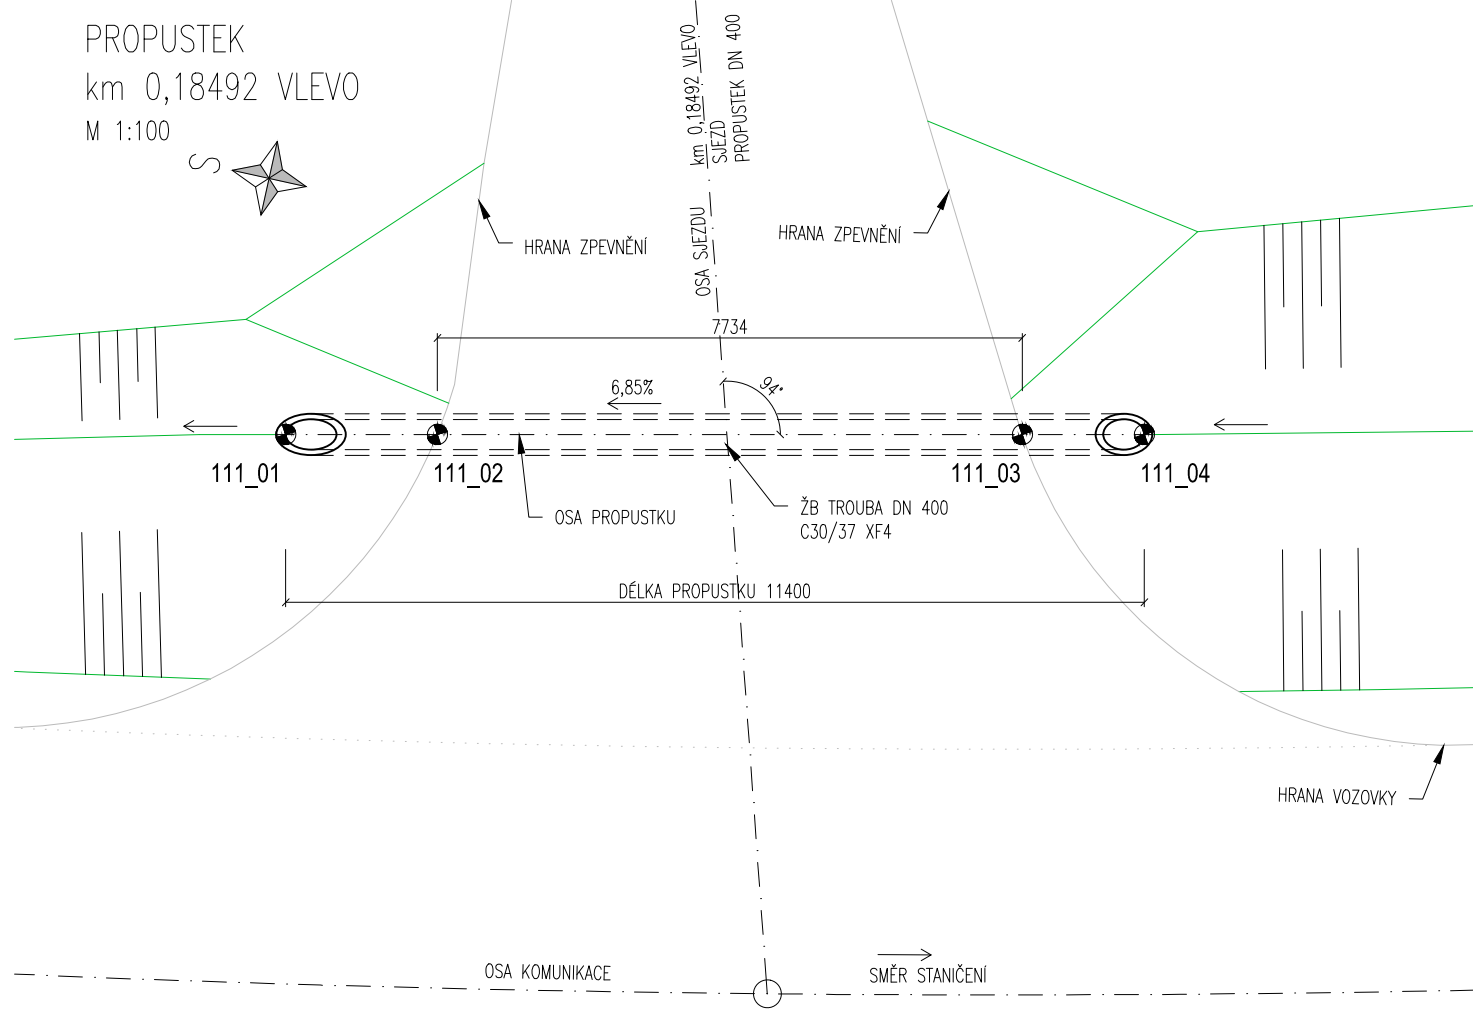 PROPUSTEK
km 0,18492 VLEVO
M 1:100
S
km 0,18492 VLEVO
SJEZD
PROPUSTEK DN 400
OSA SJEZDU
HRANA ZPEVNĚNÍ
HRANA ZPEVNĚNÍ
7734
6,85%
94°
111_01
111_02
111_03
111_04
OSA PROPUSTKU
ŽB TROUBA DN 400
C30/37 XF4
DÉLKA PROPUSTKU 11400
HRANA VOZOVKY
OSA KOMUNIKACE
SMĚR STANIČENÍ